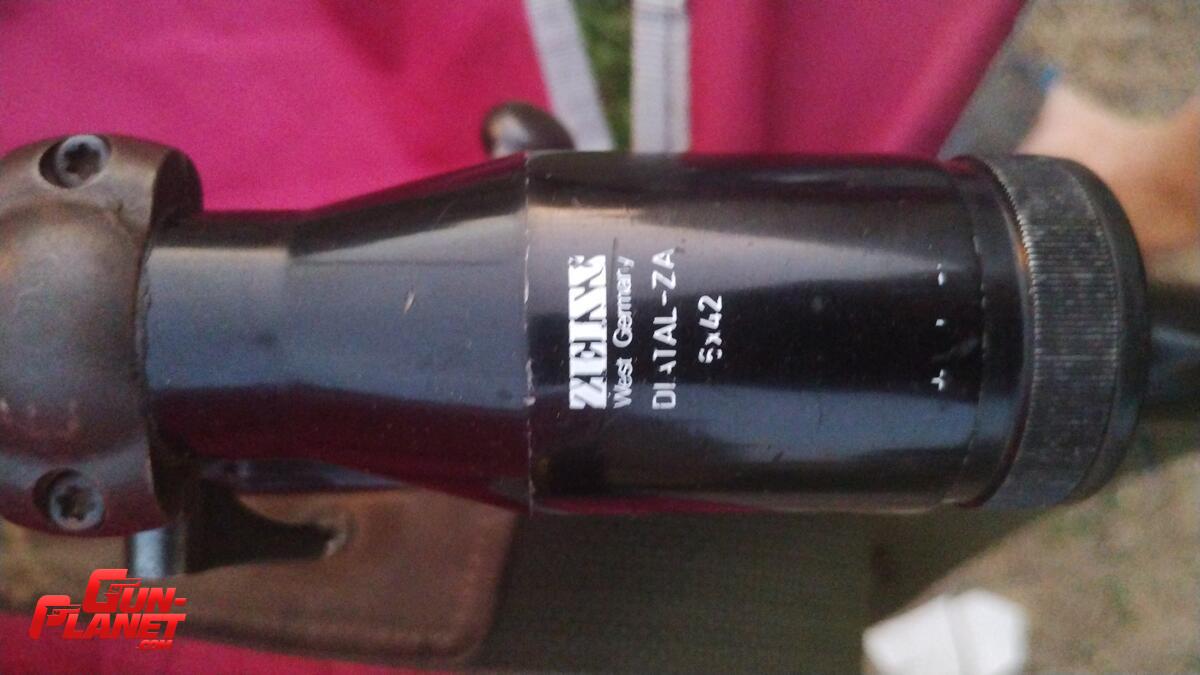 ZEISS
West Germany
DIATAL-ZA
6x42
GUN-
PLANET
.COM